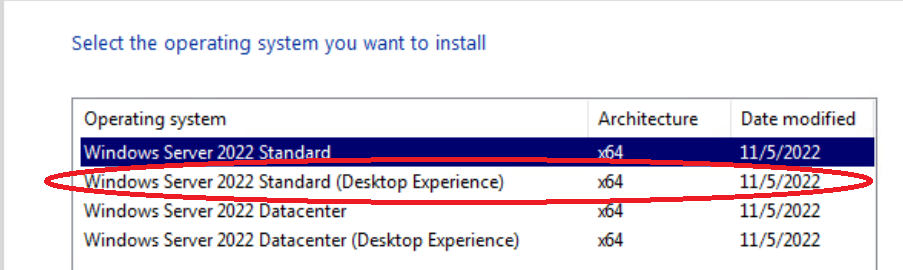 Select the operating system you want to install
Operating system Architecture Date modified
Windows Server 2022 Standard x64 11/5/2022
Windows Server 2022 Standard (Desktop Experience) x64 11/5/2022
Windows Server 2022 Datacenter x64 11/5/2022
Windows Server 2022 Datacenter (Desktop Experience) x64 11/5/2022